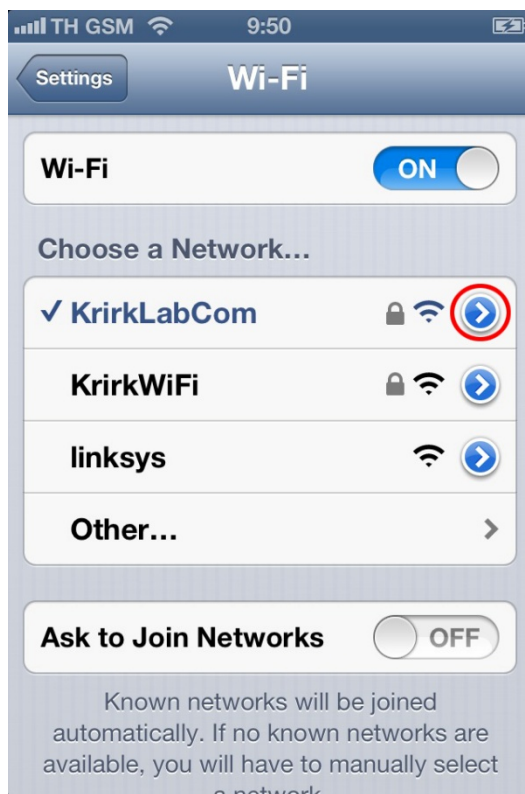 TH GSM 9:50
Settings Wi-Fi
Wi-Fi ON
Choose a Network...
✓ KrirkLabCom
KrirkWiFi
linksys
Other...
Ask to Join Networks OFF
Known networks will be joined
automatically. If no known networks are
available, you will have to manually select
a network.